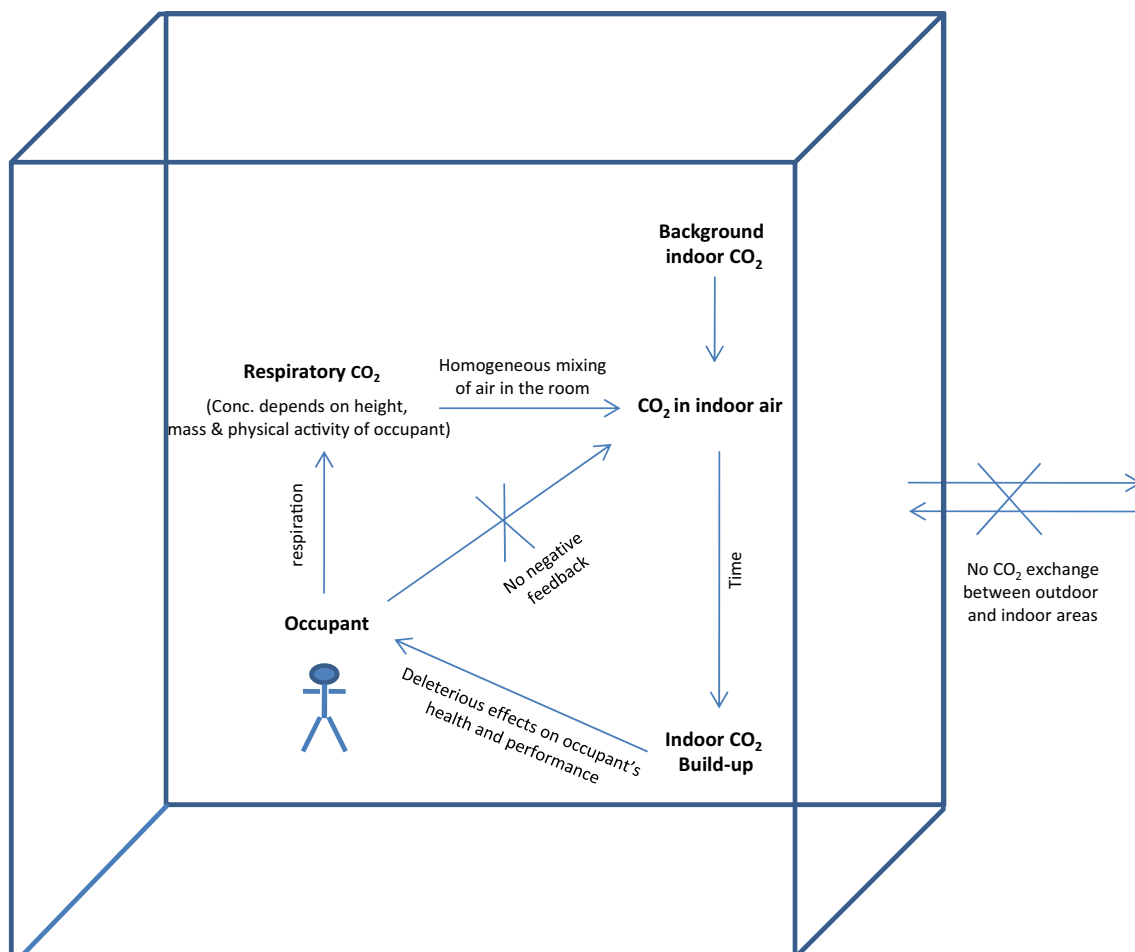 Background
indoor CO₂
Respiratory CO₂
(Conc. depends on height,
mass & physical activity of occupant)
Homogeneous mixing
of air in the room
CO₂ in indoor air
respiration
No negative
feedback
Time
No CO₂ exchange
between outdoor
and indoor areas
Occupant
Deleterious effects on occupant's
health and performance
Indoor CO₂
Build-up